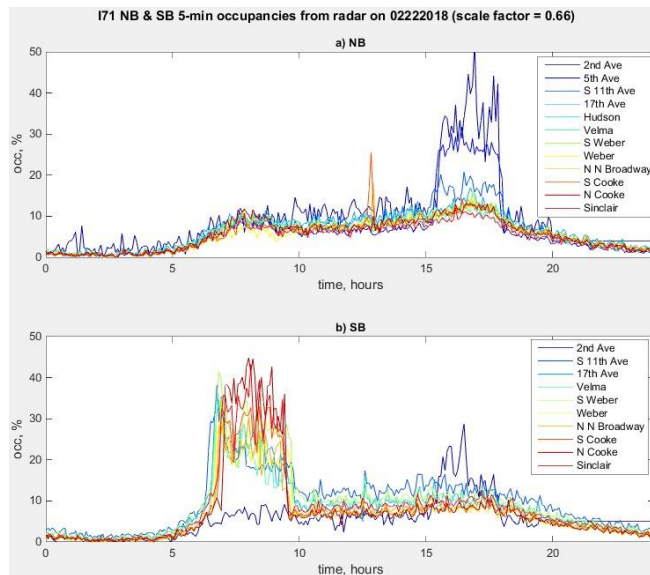 I71 NB & SB 5-min occupancies from radar on 02222018 (scale factor = 0.66)
a) NB
50
40
30
20
10
0
occ, %
0 5 10 15 20
time, hours
2nd Ave
5th Ave
S 11th Ave
17th Ave
Hudson
Velma
S Weber
Weber
N N Broadway
S Cooke
N Cooke
Sinclair
b) SB
50
40
30
20
10
0
occ, %
0 5 10 15 20
time, hours
2nd Ave
S 11th Ave
17th Ave
Velma
S Weber
Weber
N N Broadway
S Cooke
N Cooke
Sinclair